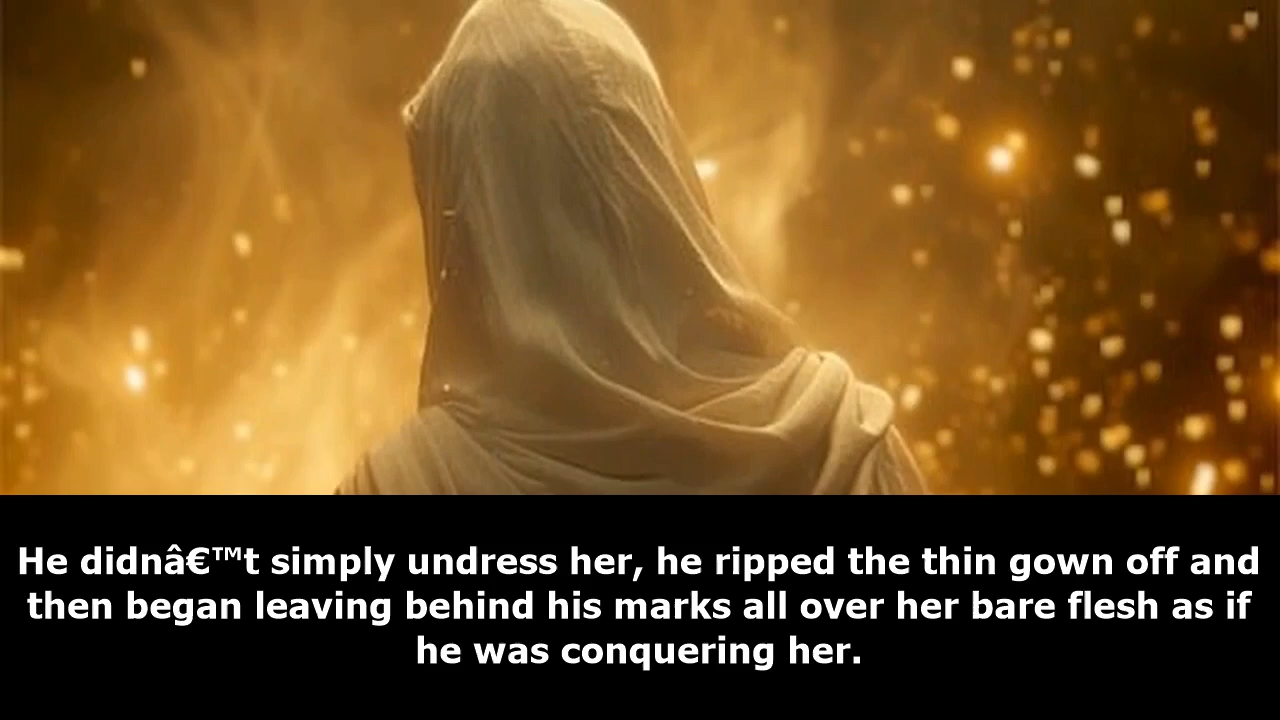 He didnâ€™t simply undress her, he ripped the thin gown off and
then began leaving behind his marks all over her bare flesh as if
he was conquering her.